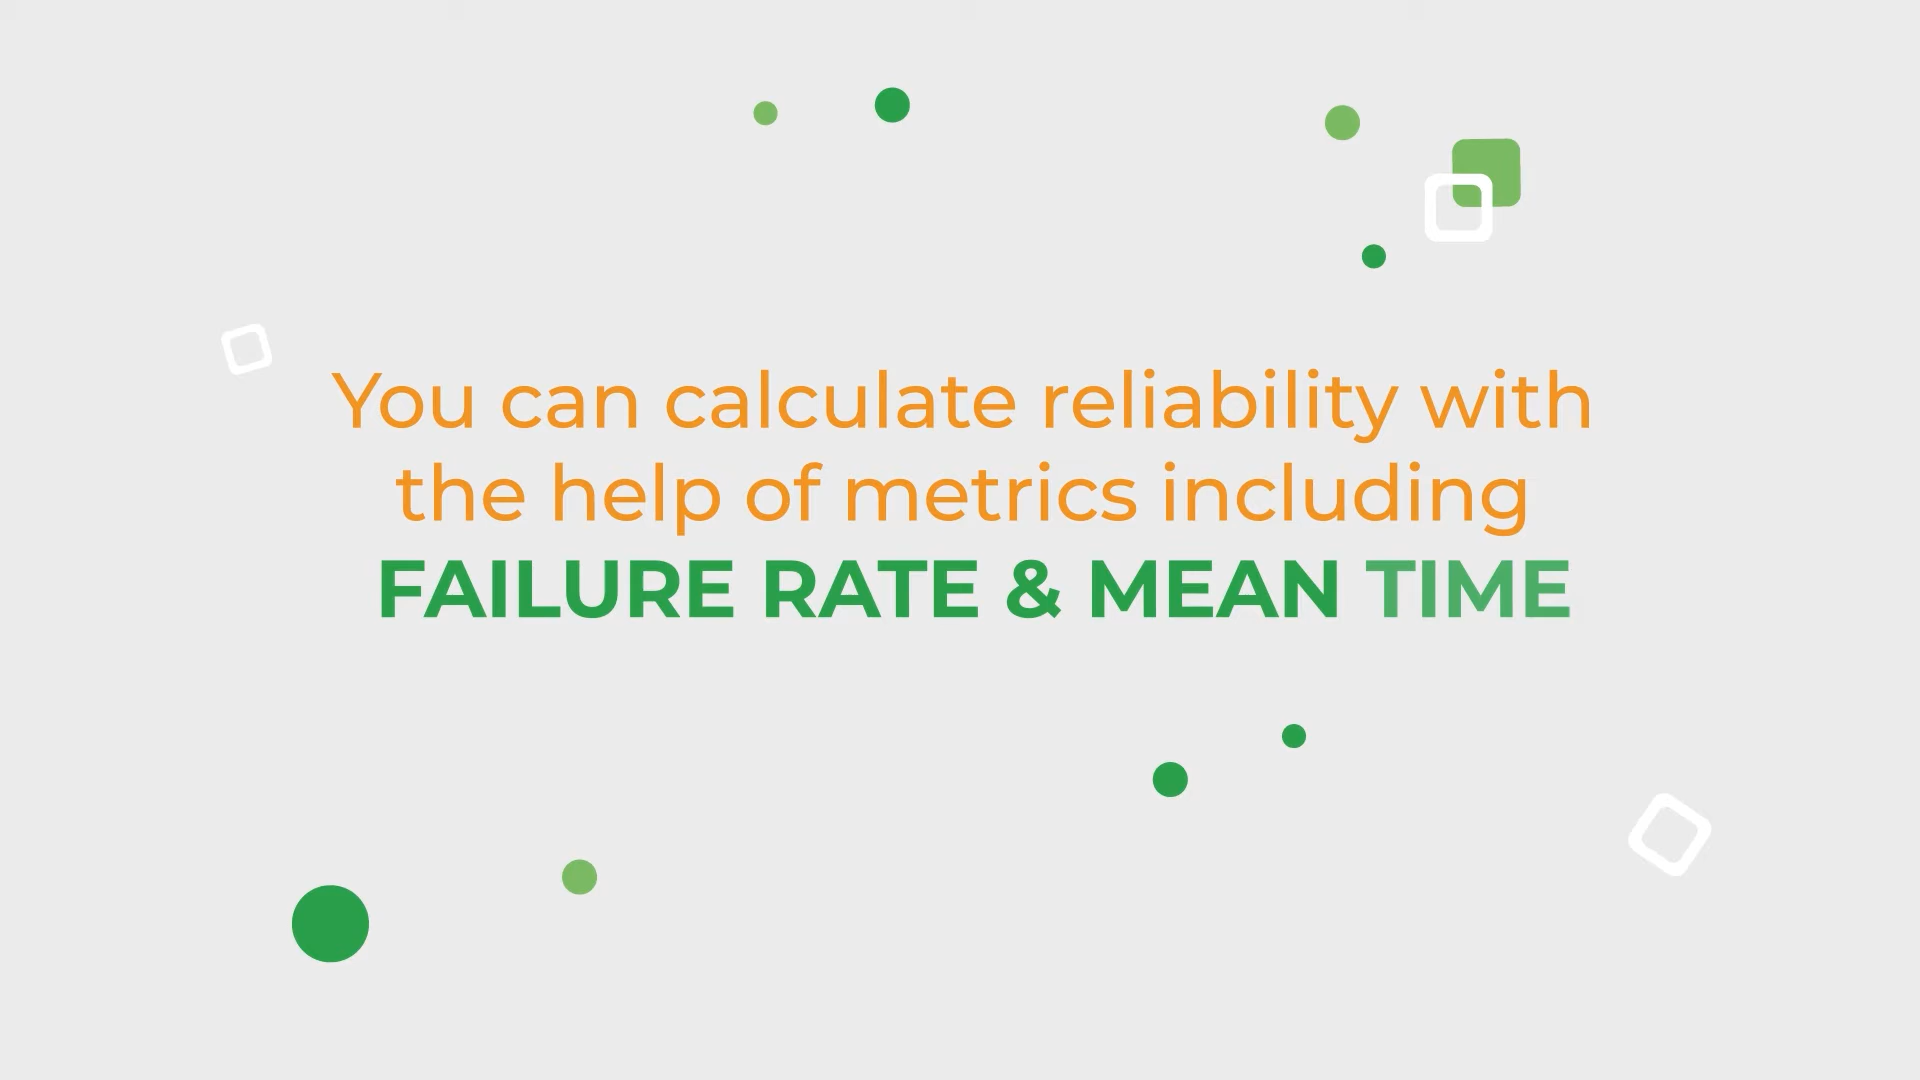 You can calculate reliability with
the help of metrics including
FAILURE RATE & MEAN TIME